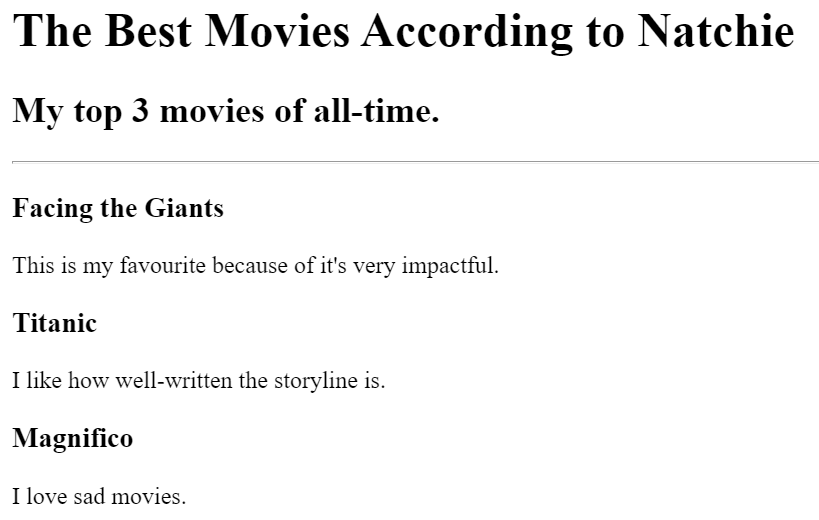 The Best Movies According to Natchie
My top 3 movies of all-time.
Facing the Giants
This is my favourite because of it's very impactful.
Titanic
I like how well-written the storyline is.
Magnifico
I love sad movies.